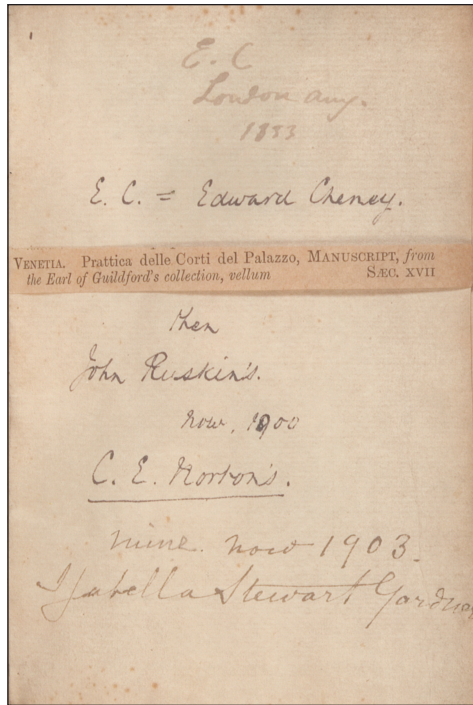 E. C
London aug.
1853
E. C. = Edward Cheney.
VENETIA. Prattica delle Corti del Palazzo, MANUSCRIPT, from
the Earl of Guildford's collection, vellum SÆC. XVII
then
John Ruskin's.
now, 1900
C. E. Norton's.
mine. now 1903.
Isabella Stewart Gardner